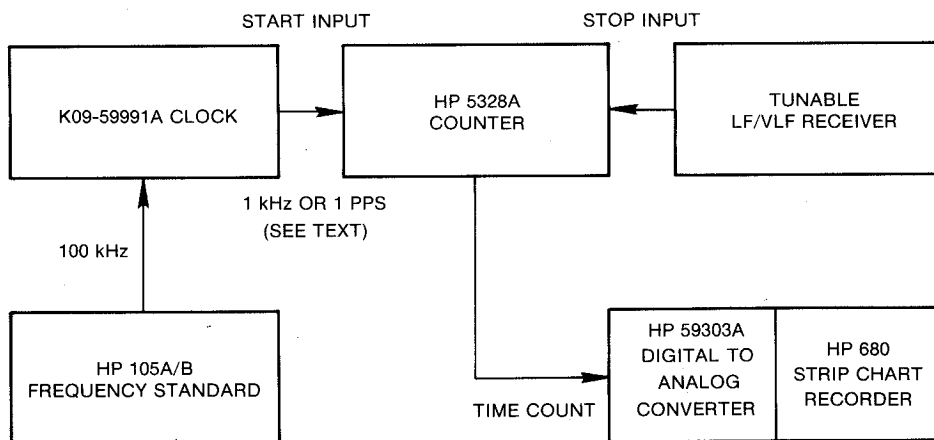 START INPUT
STOP INPUT
K09-59991A CLOCK
HP 5328A
COUNTER
TUNABLE
LF/VLF RECEIVER
1 kHz OR 1 PPS
(SEE TEXT)
100 kHz
HP 105A/B
FREQUENCY STANDARD
TIME COUNT
HP 59303A
DIGITAL TO
ANALOG
CONVERTER
HP 680
STRIP CHART
RECORDER